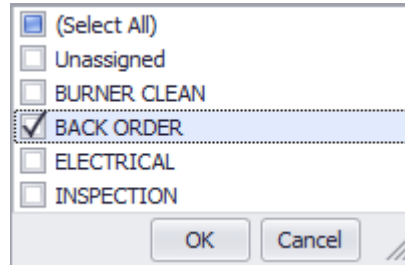 (Select All)
Unassigned
BURNER CLEAN
BACK ORDER
ELECTRICAL
INSPECTION
OK Cancel